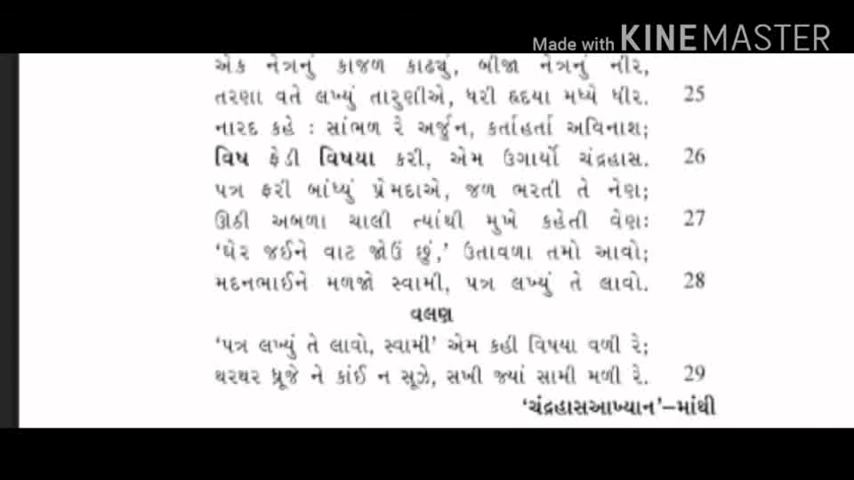 Made with KINEMASTER
એક નેત્રનું કાજળ કાઢ્યું, બીજા નેત્રનું નીર,
તરણા વતે લખ્યું તારુણીએ, ધરી હૃદયા મધ્યે ધીર. 25
નારદ કહે : સાંભળ રે અર્જુન, કર્તાહર્તા અવિનાશ;
વિષ ફેડી વિષયા કરી, એમ ઉગાર્યો ચંદ્રહાસ. 26
પત્ર ફરી બાંધ્યું પ્રેમદાએ, જળ ભરતી તે નેણ;
ઊઠી અબળા ચાલી ત્યાંથી મુખે કહેતી વેણઃ 27
‘ઘેર જઈને વાટ જોઉં છું,’ ઉતાવળા તમો આવો;
મદનભાઈને મળજો સ્વામી, પત્ર લખ્યું તે લાવો. 28
વલણ
‘પત્ર લખ્યું તે લાવો, સ્વામી’ એમ કહી વિષયા વળી રે;
થરથર ધ્રૂજે ને કાંઈ ન સૂઝે, સખી જ્યાં સામી મળી રે. 29
‘ચંદ્રહાસઆખ્યાન’–માંથી